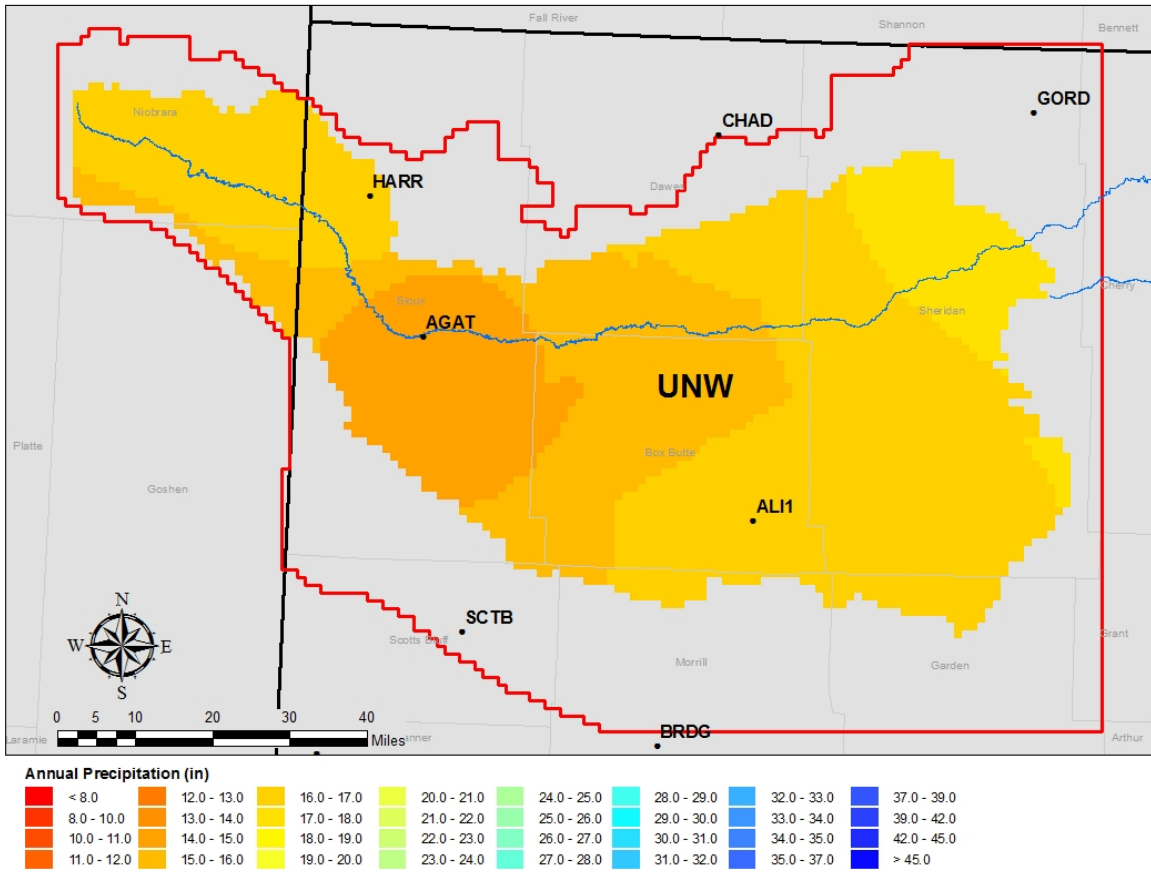 Fall River
Shannon
Bennett
Niobrara
GORD
CHAD
HARR
Dawes
Cherry
Sioux
Sheridan
AGAT
UNW
Platte
Box Butte
Goshen
ALI1
N
W E
S
SCTB
Scotts Bluff
Grant
Morrill
Garden
0 5 10 20 30 40
Miles
Laramie
anner
BRDG
Arthur
Annual Precipitation (in)
< 8.0 12.0 - 13.0 16.0 - 17.0 20.0 - 21.0 24.0 - 25.0 28.0 - 29.0 32.0 - 33.0 37.0 - 39.0
8.0 - 10.0 13.0 - 14.0 17.0 - 18.0 21.0 - 22.0 25.0 - 26.0 29.0 - 30.0 33.0 - 34.0 39.0 - 42.0
10.0 - 11.0 14.0 - 15.0 18.0 - 19.0 22.0 - 23.0 26.0 - 27.0 30.0 - 31.0 34.0 - 35.0 42.0 - 45.0
11.0 - 12.0 15.0 - 16.0 19.0 - 20.0 23.0 - 24.0 27.0 - 28.0 31.0 - 32.0 35.0 - 37.0 > 45.0